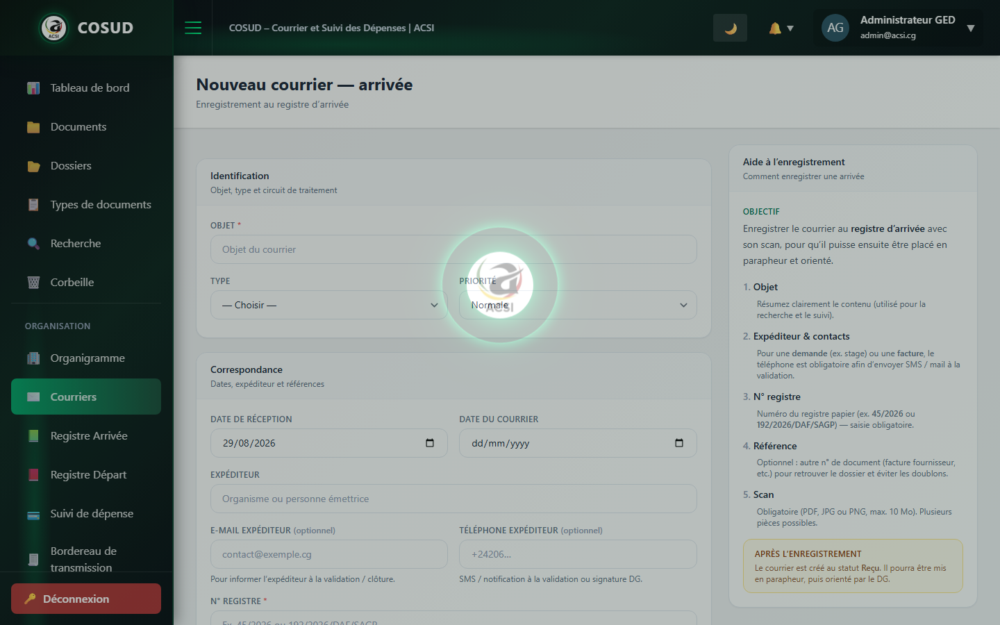 ACSI
COSUD
COSUD – Courrier et Suivi des Dépenses | ACSI
AG
Administrateur GED
admin@acsi.cg
Tableau de bord
Documents
Dossiers
Types de documents
Recherche
Corbeille
ORGANISATION
Organigramme
Courriers
Registre Arrivée
Registre Départ
Suivi de dépense
Bordereau de
transmission
Déconnexion
Nouveau courrier — arrivée
Enregistrement au registre d’arrivée
Identification
Objet, type et circuit de traitement
OBJET *
Objet du courrier
TYPE
PRIORITÉ
— Choisir —
Normale
ACSI
Correspondance
Dates, expéditeur et références
DATE DE RÉCEPTION
DATE DU COURRIER
29/08/2026
dd/mm/yyyy
EXPÉDITEUR
Organisme ou personne émettrice
E-MAIL EXPÉDITEUR (optionnel)
TÉLÉPHONE EXPÉDITEUR (optionnel)
contact@exemple.cg
+24206...
Pour informer l’expéditeur à la validation / clôture.
SMS / notification à la validation ou signature DG.
N° REGISTRE *
Ex. 45/2026 ou 192/2026/DAF/SAGP
Aide à l’enregistrement
Comment enregistrer une arrivée
OBJECTIF
Enregistrer le courrier au registre d’arrivée avec
son scan, pour qu’il puisse ensuite être placé en
parapheur et orienté.
1. Objet
Résumez clairement le contenu (utilisé pour la
recherche et le suivi).
2. Expéditeur & contacts
Pour une demande (ex. stage) ou une facture, le
téléphone est obligatoire afin d’envoyer SMS / mail à la
validation.
3. N° registre
Numéro du registre papier (ex. 45/2026 ou
192/2026/DAF/SAGP) — saisie obligatoire.
4. Référence
Optionnel : autre n° de document (facture fournisseur,
etc.) pour retrouver le dossier et éviter les doublons.
5. Scan
Obligatoire (PDF, JPG ou PNG, max. 10 Mo). Plusieurs
pièces possibles.
APRÈS L’ENREGISTREMENT
Le courrier est créé au statut Reçu. Il pourra être mis
en parapheur, puis orienté par le DG.